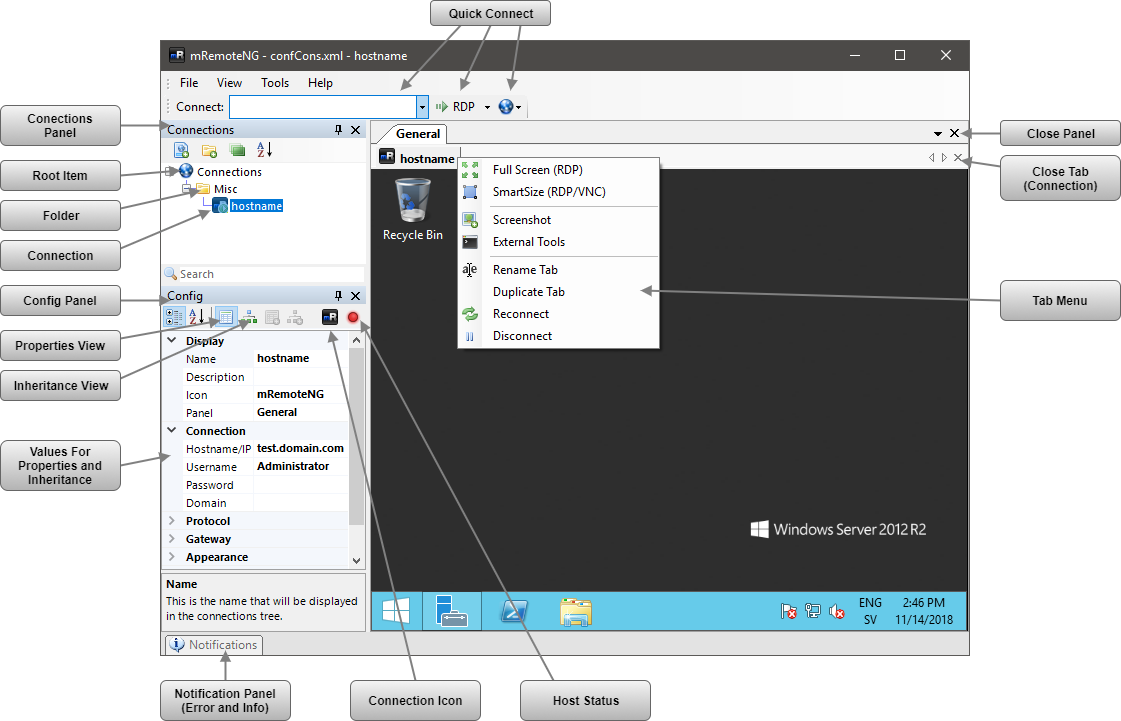 Quick Connect
mRemoteNG - confCons.xml - hostname
File View Tools Help
Connect: RDP
Conections
Panel
Root Item
Folder
Connection
Config Panel
Properties View
Inheritance View
Values For
Properties and
Inheritance
Connections
Connections
Misc
hostname
Search
Config
Display
Name hostname
Description
Icon mRemoteNG
Panel General
Connection
Hostname/IP test.domain.com
Username Administrator
Password
Domain
Protocol
Gateway
Appearance
Name
This is the name that will be displayed
in the connections tree.
Notifications
General
hostname
Recycle Bin
Full Screen (RDP)
SmartSize (RDP/VNC)
Screenshot
External Tools
Rename Tab
Duplicate Tab
Reconnect
Disconnect
Windows Server 2012 R2
ENG 2:46 PM
SV 11/14/2018
Close Panel
Close Tab
(Connection)
Tab Menu
Notification Panel
(Error and Info)
Connection Icon
Host Status